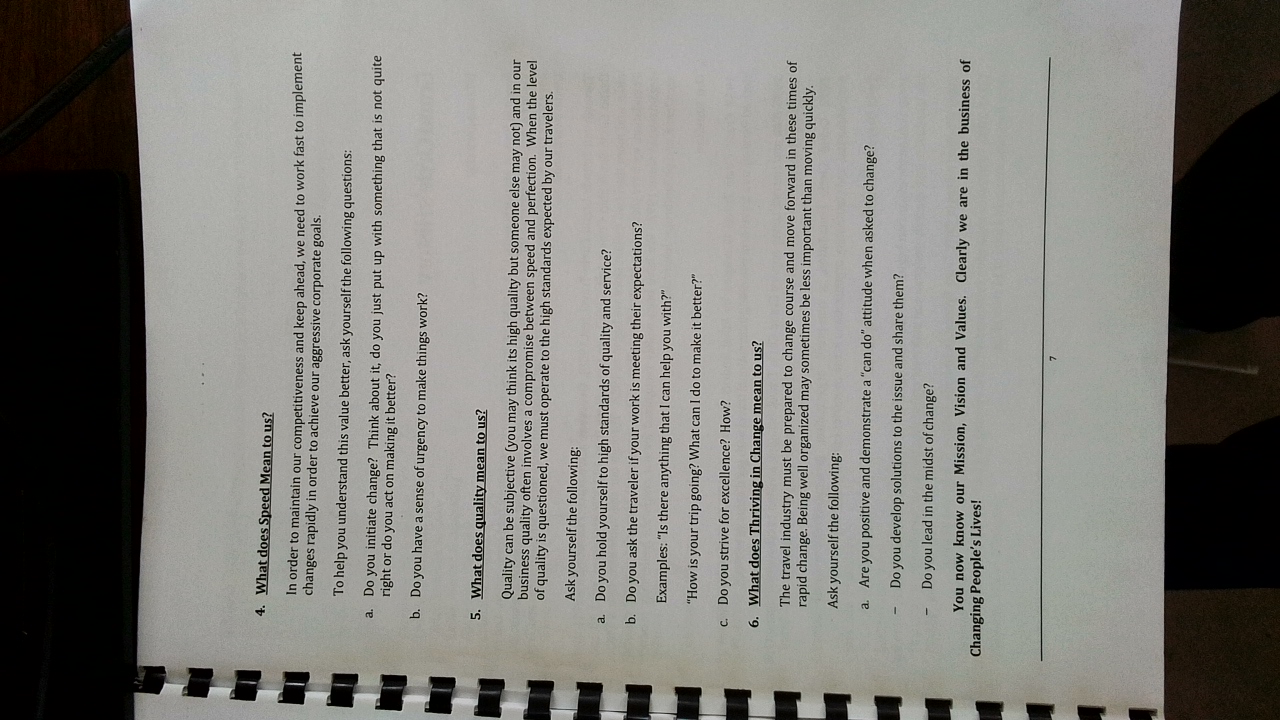 4. What does Speed Mean to us?
In order to maintain our competitiveness and keep ahead, we need to work fast to implement
changes rapidly in order to achieve our aggressive corporate goals.
To help you understand this value better, ask yourself the following questions:
a. Do you initiate change? Think about it, do you just put up with something that is not quite
right or do you act on making it better?
b. Do you have a sense of urgency to make things work?
5. What does quality mean to us?
Quality can be subjective (you may think its high quality but someone else may not) and in our
business quality often involves a compromise between speed and perfection. When the level
of quality is questioned, we must operate to the high standards expected by our travelers.
Ask yourself the following:
a. Do you hold yourself to high standards of quality and service?
b. Do you ask the traveler if your work is meeting their expectations?
Examples: "Is there anything that I can help you with?"
"How is your trip going? What can I do to make it better?"
c. Do you strive for excellence? How?
6. What does Thriving in Change mean to us?
The travel industry must be prepared to change course and move forward in these times of
rapid change. Being well organized may sometimes be less important than moving quickly.
Ask yourself the following:
a. Are you positive and demonstrate a "can do" attitude when asked to change?
– Do you develop solutions to the issue and share them?
– Do you lead in the midst of change?
You now know our Mission, Vision and Values. Clearly we are in the business of
Changing People's Lives!
7